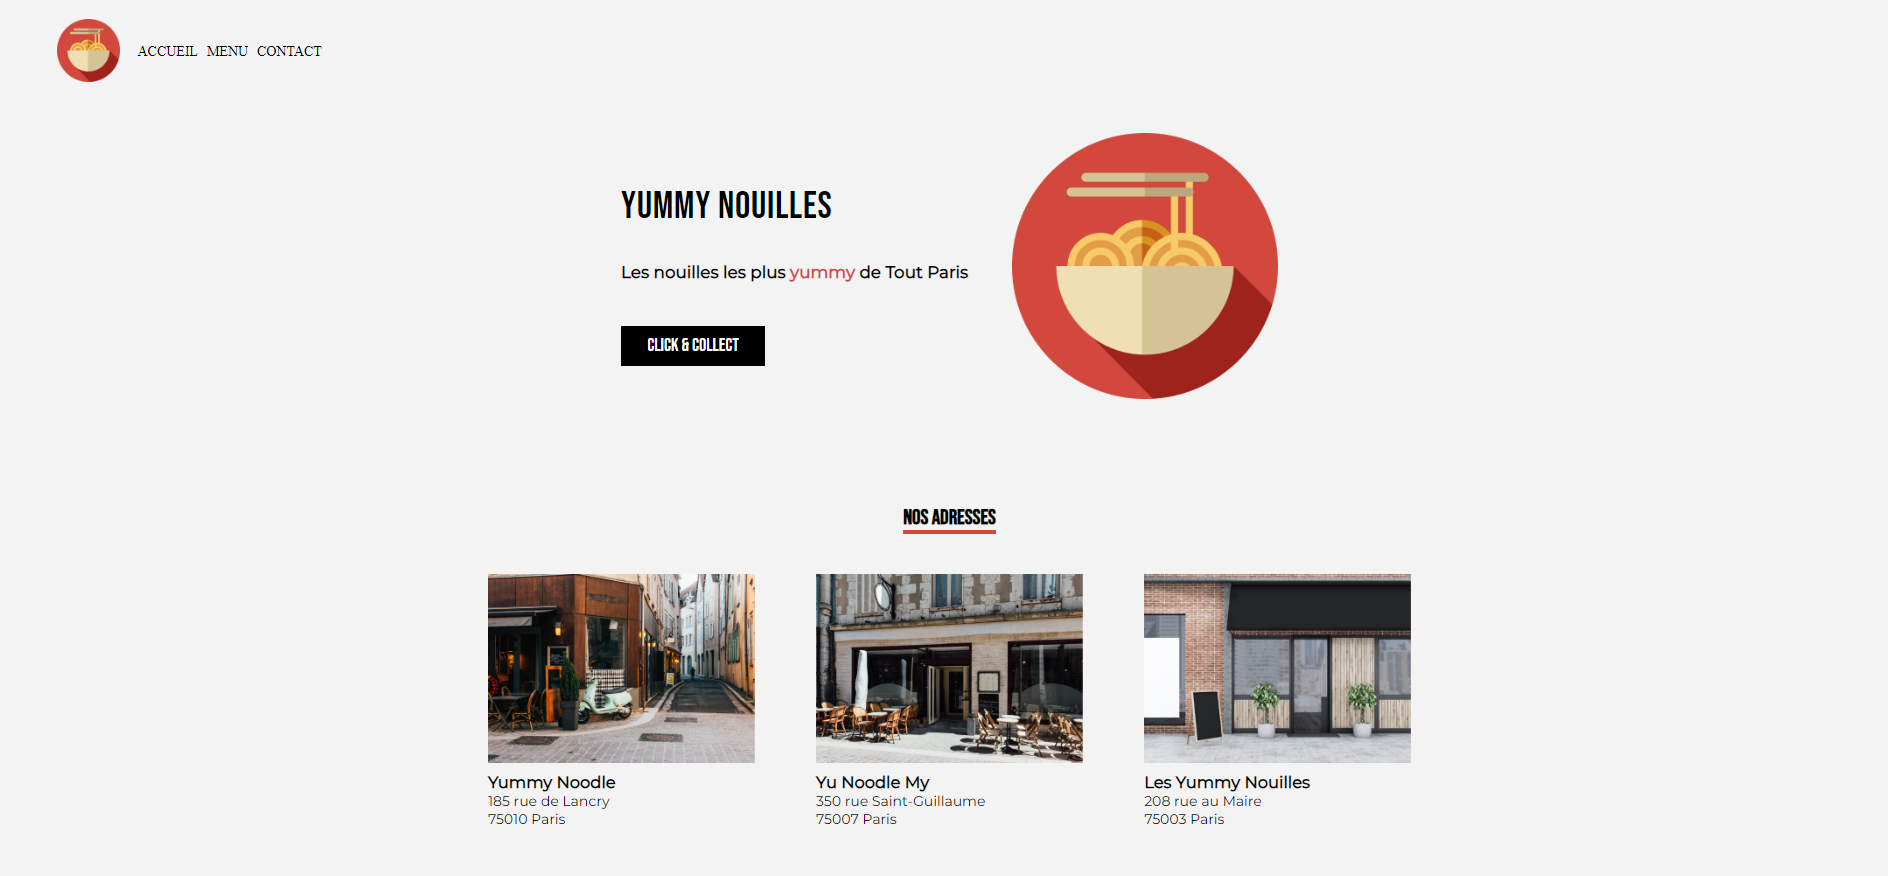 ACCUEIL MENU CONTACT
YUMMY NOUILLES
Les nouilles les plus yummy de Tout Paris
CLICK & COLLECT
NOS ADRESSES
Yummy Noodle
185 rue de Lancry
75010 Paris
Yu Noodle My
350 rue Saint-Guillaume
75007 Paris
Les Yummy Nouilles
208 rue au Maire
75003 Paris